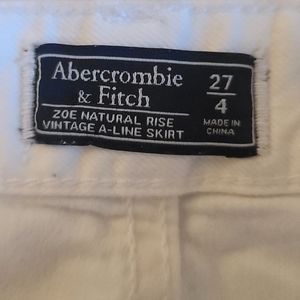 Abercrombie
& Fitch
ZOE NATURAL RISE
VINTAGE A-LINE SKIRT
27
4
MADE IN
CHINA